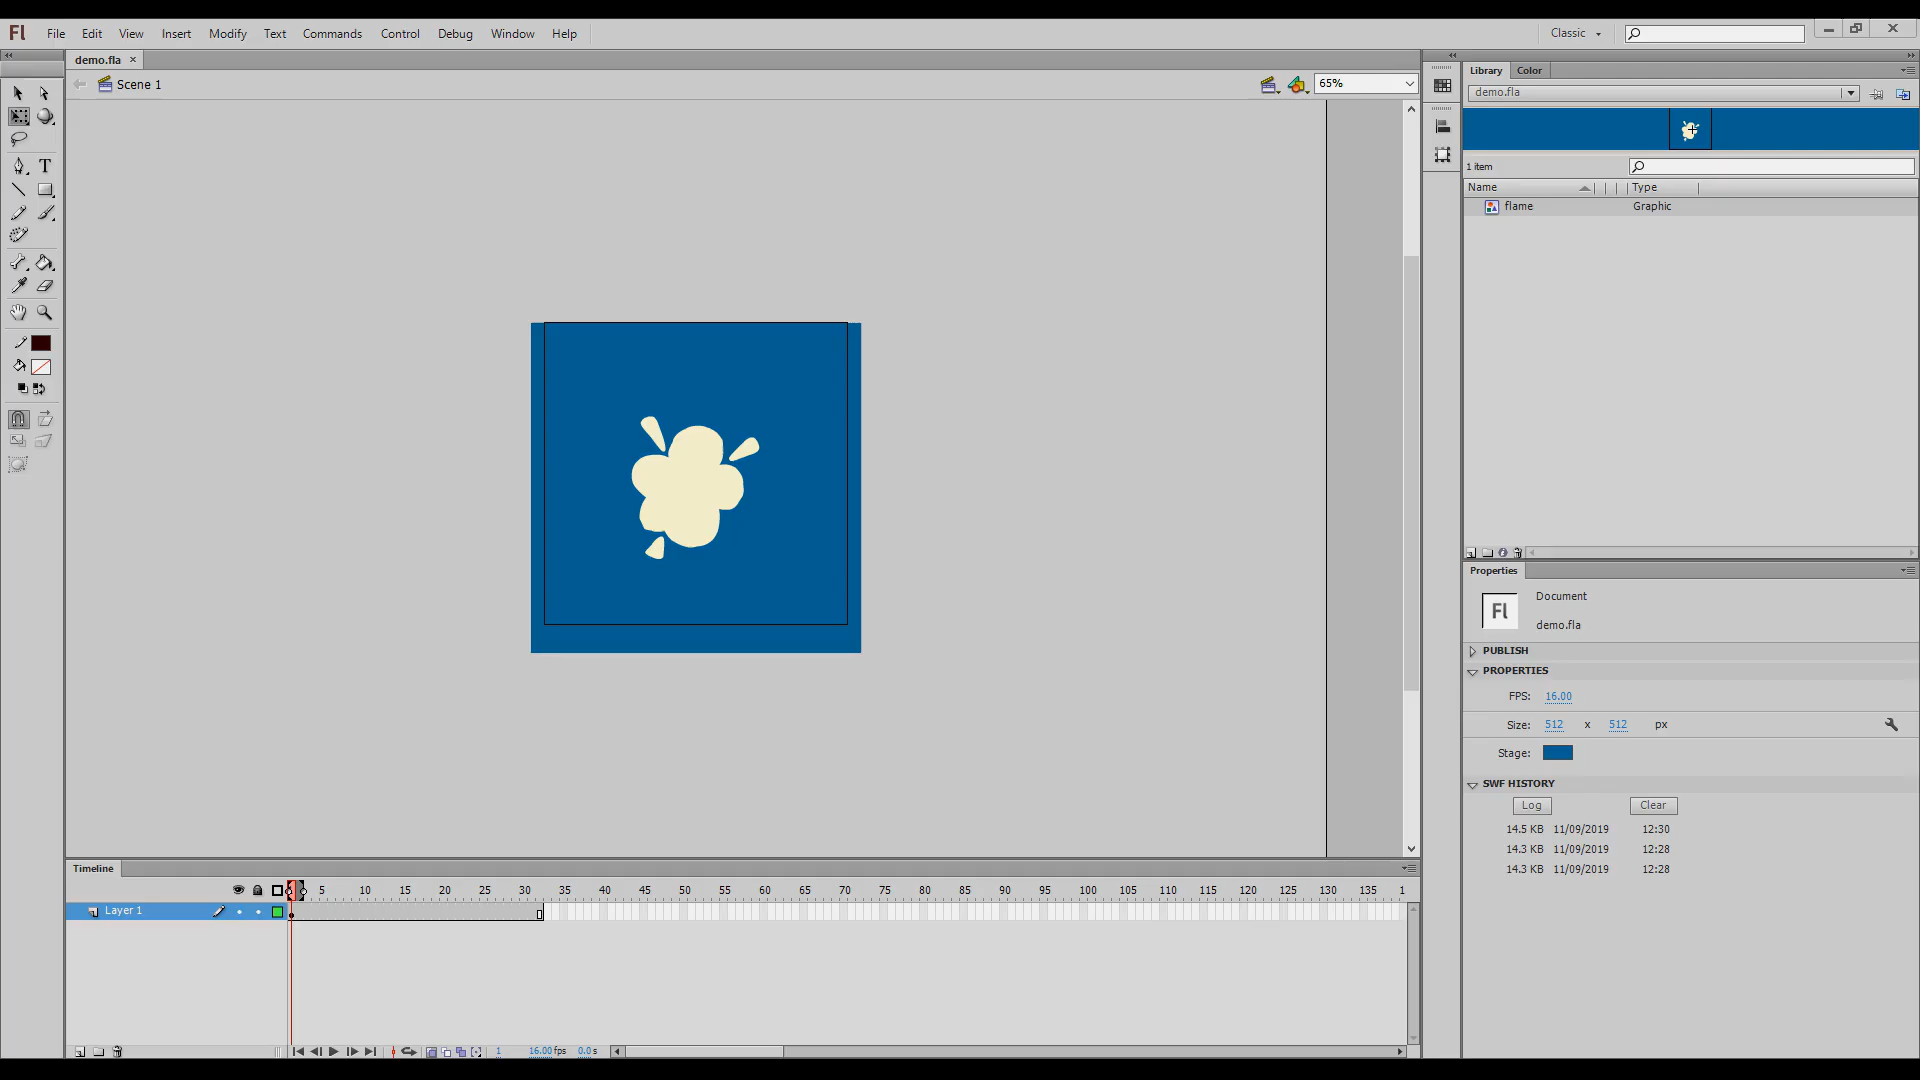 Fl File Edit View Insert Modify Text Commands Control Debug Window Help Classic
demo.fla
Scene 1 65%
Library Color
demo.fla
1 item
Name Type
flame Graphic
Properties
Fl Document
demo.fla
PUBLISH
PROPERTIES
FPS: 16.00
Size: 512 x 512 px
Stage:
SWF HISTORY
Log Clear
14.5 KB 11/09/2019 12:30
14.3 KB 11/09/2019 12:28
14.3 KB 11/09/2019 12:28
Timeline
5 10 15 20 25 30 35 40 45 50 55 60 65 70 75 80 85 90 95 100 105 110 115 120 125 130 135 1
Layer 1
1 16.00 fps 0.0 s